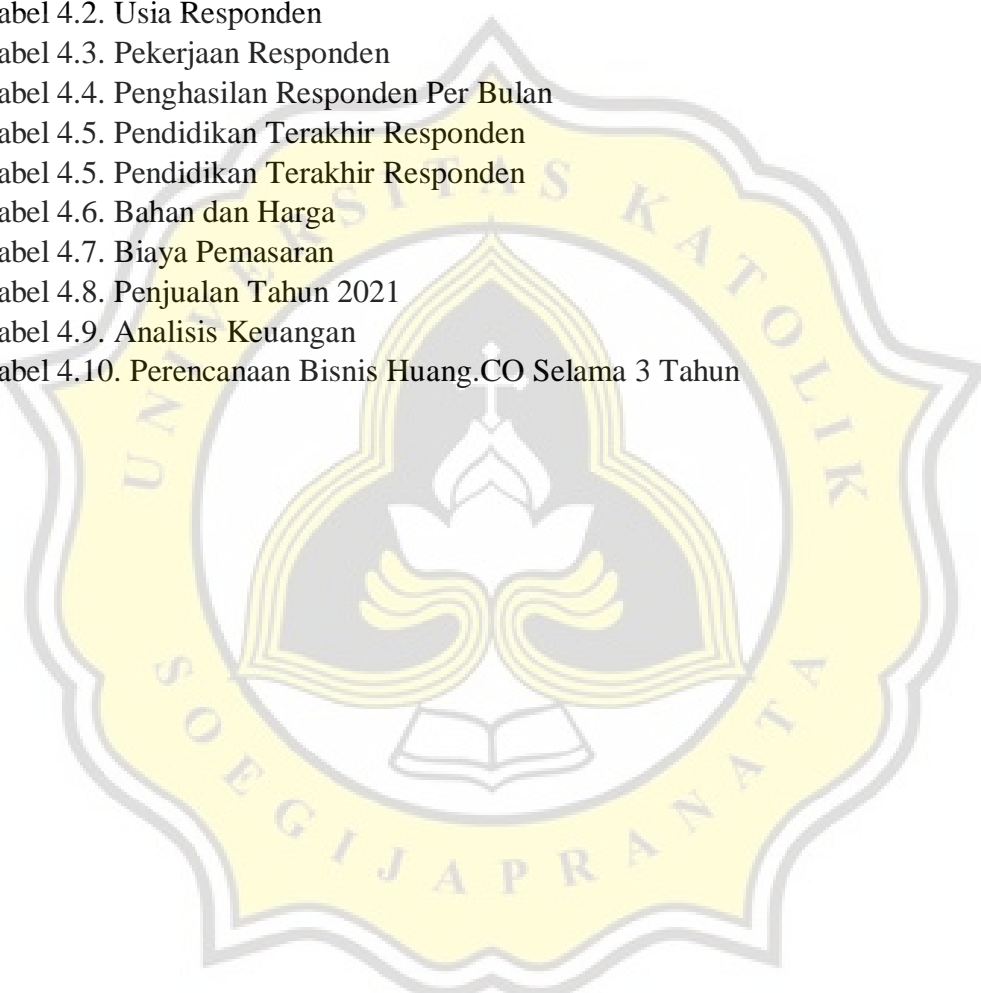 abel 4.2. Usia Responden
abel 4.3. Pekerjaan Responden
abel 4.4. Penghasilan Responden Per Bulan
abel 4.5. Pendidikan Terakhir Responden
abel 4.5. Pendidikan Terakhir Responden
abel 4.6. Bahan dan Harga
abel 4.7. Biaya Pemasaran
abel 4.8. Penjualan Tahun 2021
abel 4.9. Analisis Keuangan
abel 4.10. Perencanaan Bisnis Huang.CO Selama 3 Tahun
UNIVERSITAS KATOLIK
SOEGIJAPRANATA